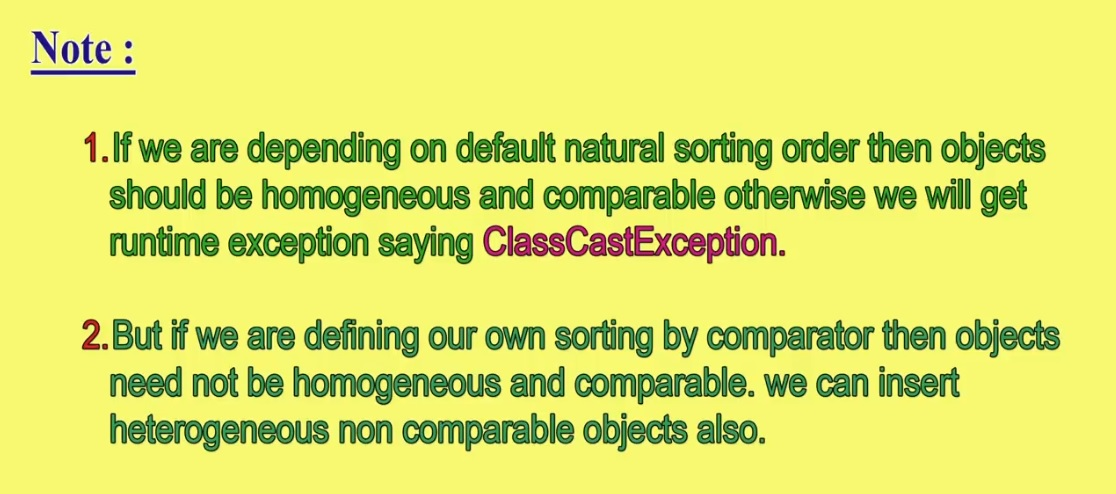 Note :
1. If we are depending on default natural sorting order then objects
should be homogeneous and comparable otherwise we will get
runtime exception saying ClassCastException.
2. But if we are defining our own sorting by comparator then objects
need not be homogeneous and comparable. we can insert
heterogeneous non comparable objects also.